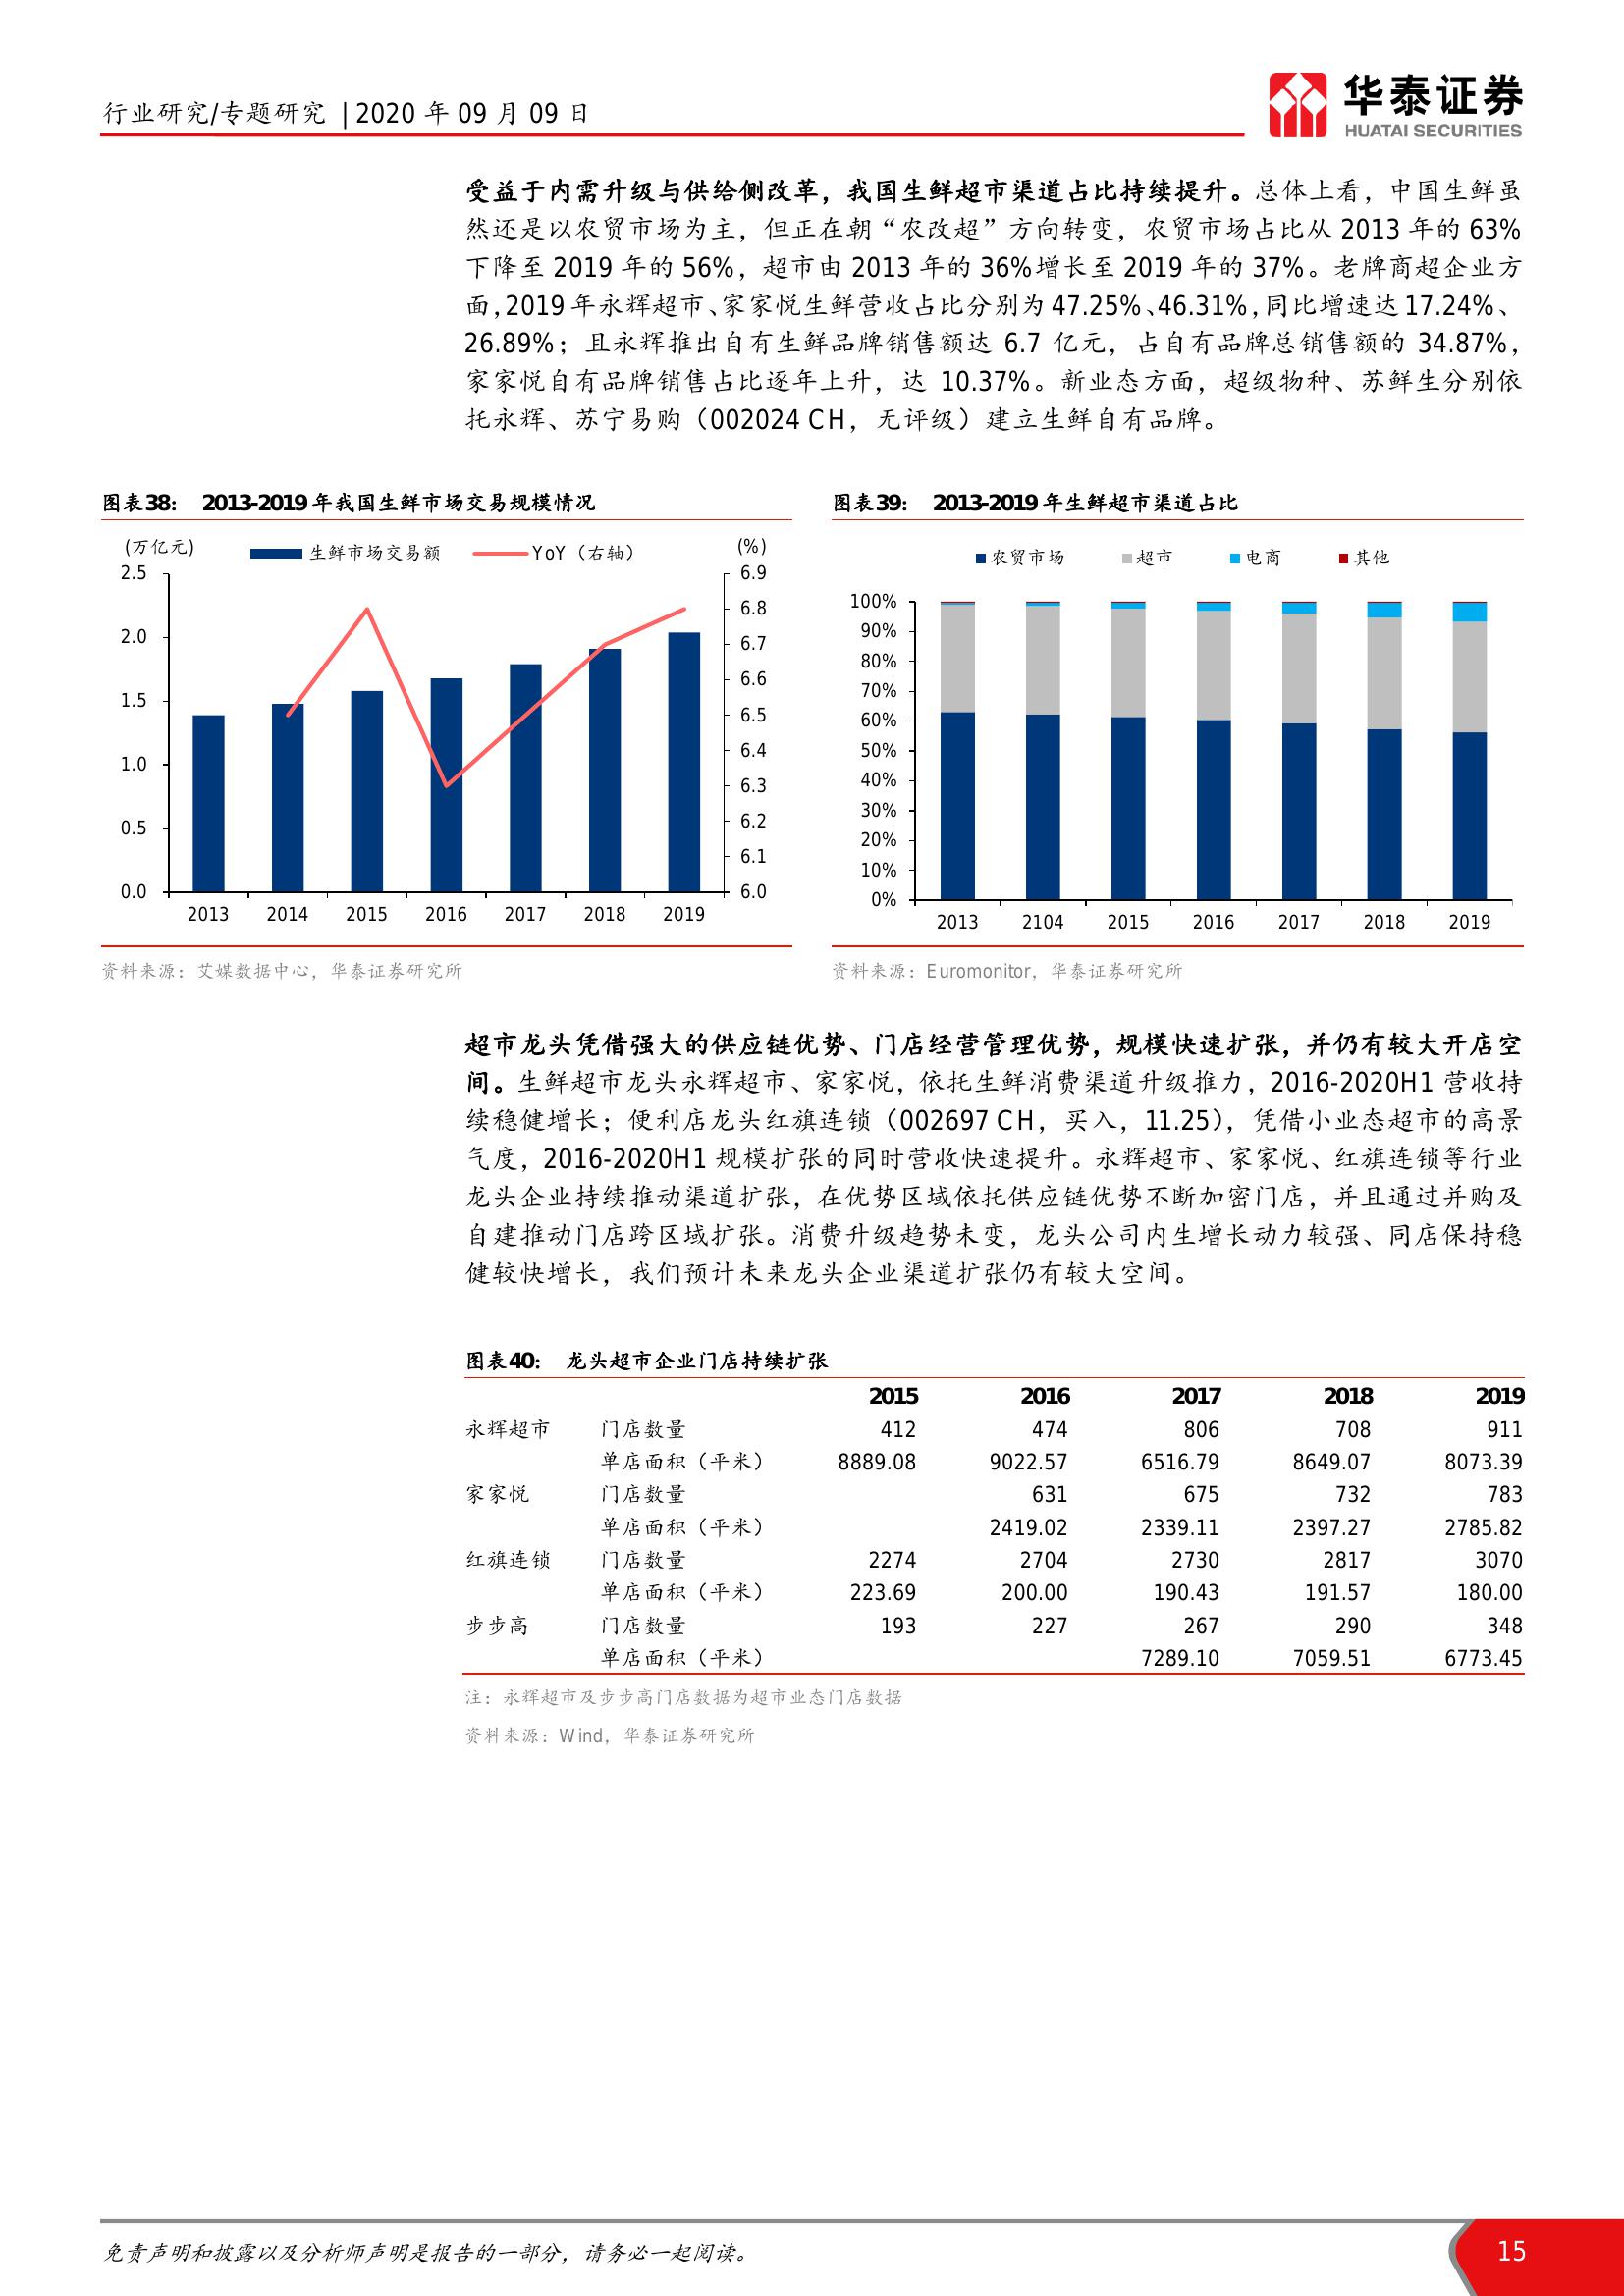 行业研究/专题研究 | 2020 年 09 月 09 日
华泰证券
HUATAI SECURITIES
受益于内需升级与供给侧改革，我国生鲜超市渠道占比持续提升。总体上看，中国生鲜虽
然还是以农贸市场为主，但正在朝“农改超”方向转变，农贸市场占比从 2013 年的 63%
下降至 2019 年的 56%，超市由 2013 年的 36%增长至 2019 年的 37%。老牌商超企业方
面，2019 年永辉超市、家家悦生鲜营收占比分别为 47.25%、46.31%，同比增速达 17.24%、
26.89%；且永辉推出自有生鲜品牌销售额达 6.7 亿元，占自有品牌总销售额的 34.87%，
家家悦自有品牌销售占比逐年上升，达 10.37%。新业态方面，超级物种、苏鲜生分别依
托永辉、苏宁易购（002024 CH，无评级）建立生鲜自有品牌。
图表38： 2013-2019 年我国生鲜市场交易规模情况
(万亿元) 生鲜市场交易额 YoY（右轴） (%)
2.5 6.9
6.8
2.0 6.7
6.6
1.5 6.5
6.4
1.0 6.3
0.5 6.2
6.1
0.0 6.0
2013 2014 2015 2016 2017 2018 2019
资料来源：艾媒数据中心，华泰证券研究所
图表39： 2013-2019 年生鲜超市渠道占比
农贸市场 超市 电商 其他
100%
90%
80%
70%
60%
50%
40%
30%
20%
10%
0%
2013 2104 2015 2016 2017 2018 2019
资料来源：Euromonitor，华泰证券研究所
超市龙头凭借强大的供应链优势、门店经营管理优势，规模快速扩张，并仍有较大开店空
间。生鲜超市龙头永辉超市、家家悦，依托生鲜消费渠道升级推力，2016-2020H1 营收持
续稳健增长；便利店龙头红旗连锁（002697 CH，买入，11.25），凭借小业态超市的高景
气度，2016-2020H1 规模扩张的同时营收快速提升。永辉超市、家家悦、红旗连锁等行业
龙头企业持续推动渠道扩张，在优势区域依托供应链优势不断加密门店，并且通过并购及
自建推动门店跨区域扩张。消费升级趋势未变，龙头公司内生增长动力较强、同店保持稳
健较快增长，我们预计未来龙头企业渠道扩张仍有较大空间。
图表40： 龙头超市企业门店持续扩张
2015 2016 2017 2018 2019
永辉超市 门店数量 412 474 806 708 911
单店面积（平米） 8889.08 9022.57 6516.79 8649.07 8073.39
家家悦 门店数量 631 675 732 783
单店面积（平米） 2419.02 2339.11 2397.27 2785.82
红旗连锁 门店数量 2274 2704 2730 2817 3070
单店面积（平米） 223.69 200.00 190.43 191.57 180.00
步步高 门店数量 193 227 267 290 348
单店面积（平米） 7289.10 7059.51 6773.45
注：永辉超市及步步高门店数据为超市业态门店数据
资料来源：Wind，华泰证券研究所
免责声明和披露以及分析师声明是报告的一部分，请务必一起阅读。 15